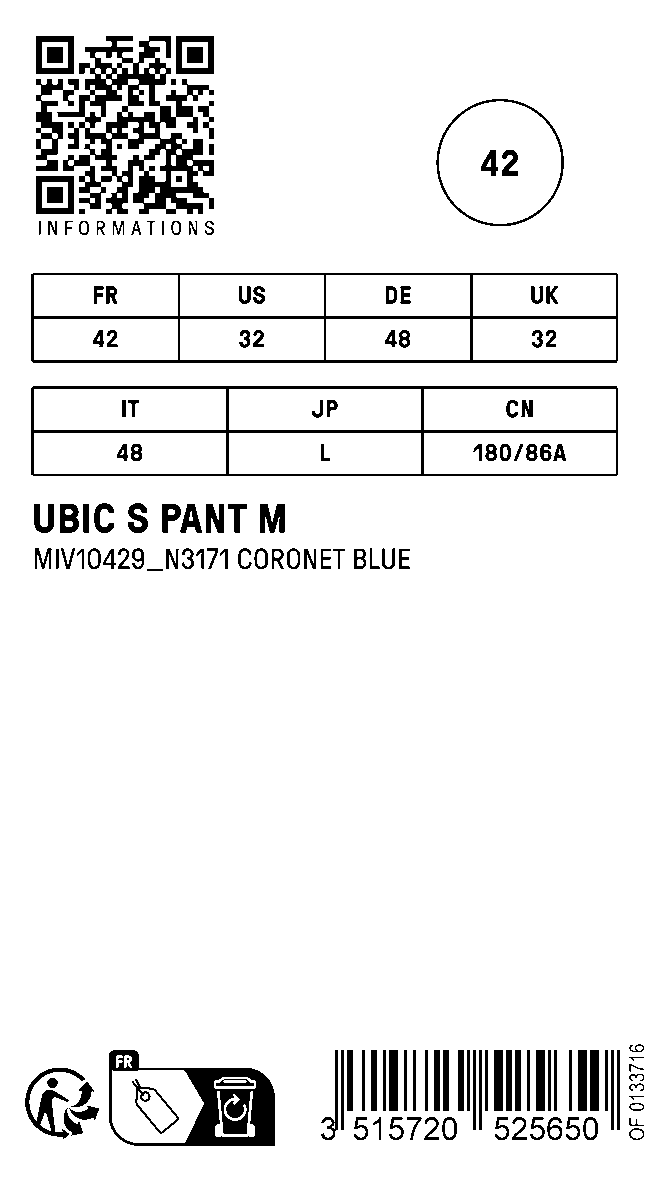 INFORMATIONS
42
FR US DE UK
42 32 48 32
IT JP CN
48 L 180/86A
UBIC S PANT M
MIV10429_N3171 CORONET BLUE
FR
3 515720 525650
OF 0133716